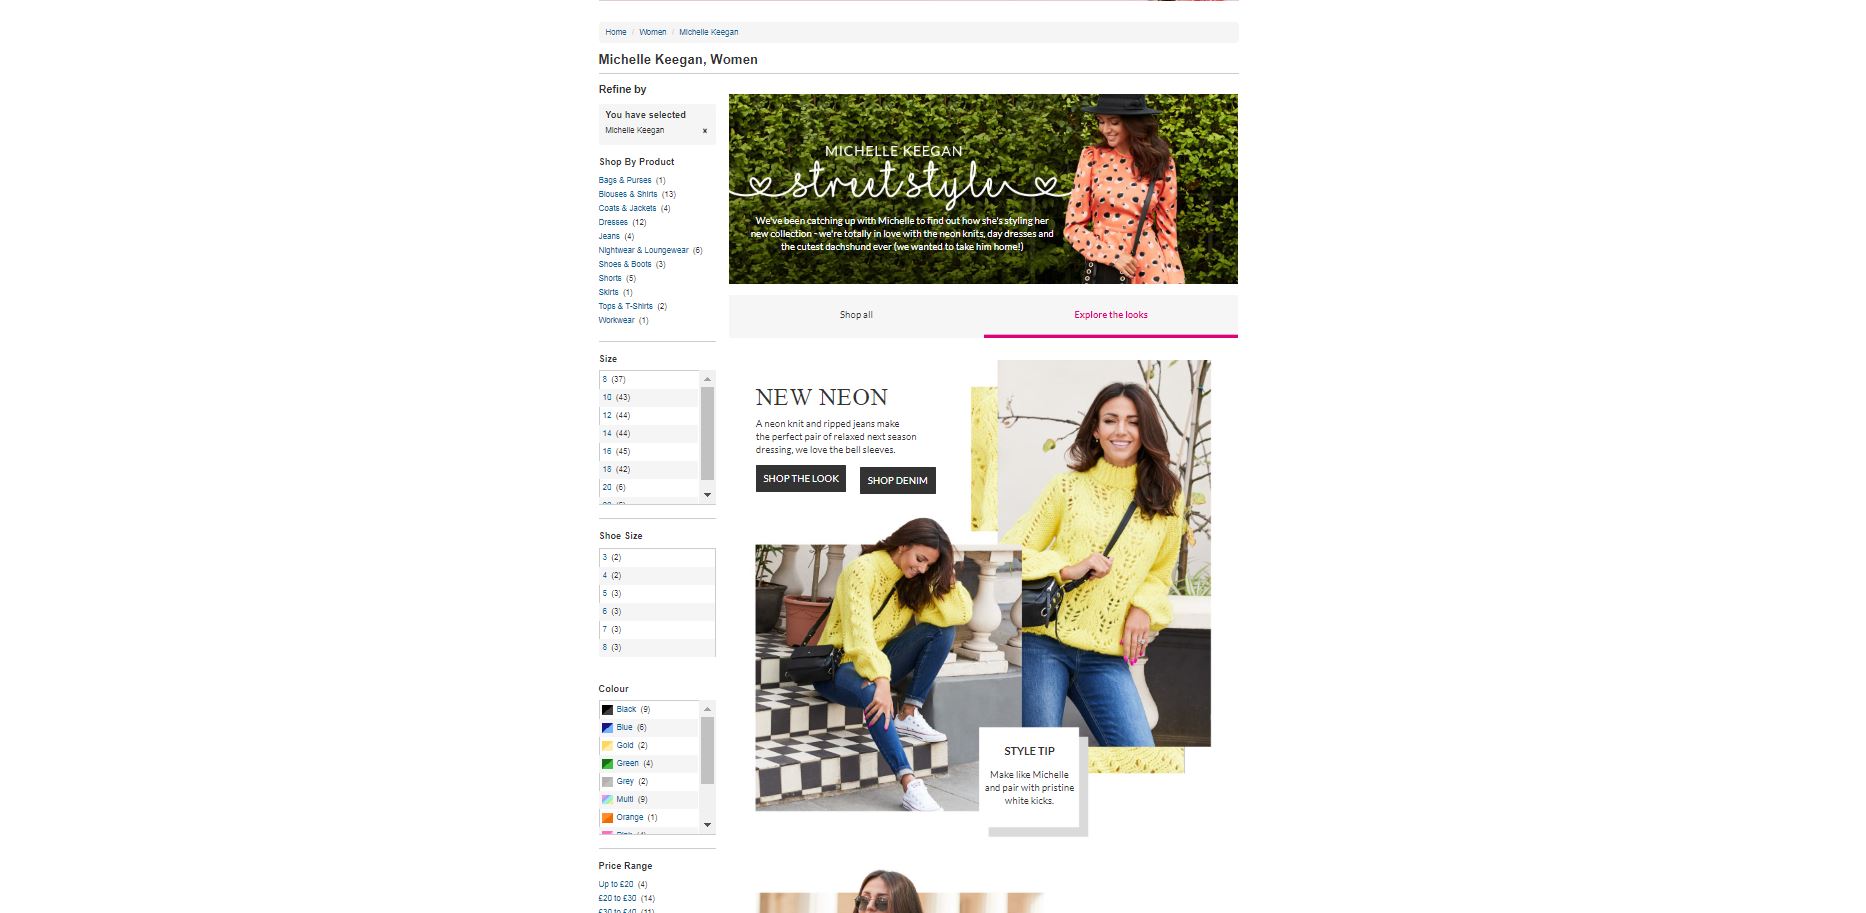 Home / Women / Michelle Keegan
Michelle Keegan, Women
Refine by
You have selected
Michelle Keegan x
Shop By Product
Bags & Purses (1)
Blouses & Shirts (13)
Coats & Jackets (4)
Dresses (12)
Jeans (4)
Nightwear & Loungewear (6)
Shoes & Boots (3)
Shorts (5)
Skirts (1)
Tops & T-Shirts (2)
Workwear (1)
Size
8 (37)
10 (43)
12 (44)
14 (44)
16 (45)
18 (42)
20 (6)
Shoe Size
3 (2)
4 (2)
5 (3)
6 (3)
7 (3)
8 (3)
Colour
Black (9)
Blue (6)
Gold (2)
Green (4)
Grey (2)
Multi (9)
Orange (1)
Price Range
Up to £20 (4)
£20 to £30 (14)
£30 to £40 (11)
MICHELLE KEEGAN
street style
We've been catching up with Michelle to find out how she's styling her
new collection - we're totally in love with the neon knits, day dresses and
the cutest dachshund ever (we wanted to take him home!)
Shop all
Explore the looks
NEW NEON
A neon knit and ripped jeans make
the perfect pair of relaxed next season
dressing, we love the bell sleeves.
SHOP THE LOOK
SHOP DENIM
STYLE TIP
Make like Michelle
and pair with pristine
white kicks.